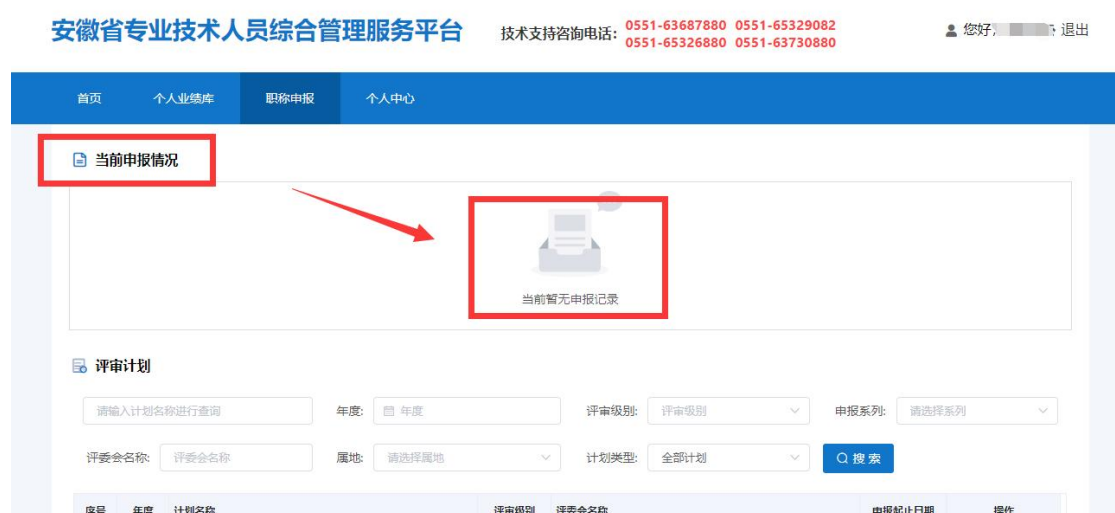 安徽省专业技术人员综合管理服务平台
技术支持咨询电话: 0551-63687880 0551-65329082
0551-65326880 0551-63730880
您好, 退出
首页 个人业绩库 职称申报 个人中心
当前申报情况
当前暂无申报记录
评审计划
请输入计划名称进行查询 年度: 年度 评审级别: 评审级别 申报系列: 请选择系列
评委会名称: 评委会名称 属地: 请选择属地 计划类型: 全部计划 搜索
序号 年度 计划名称 评审级别 评委会名称 申报起止日期 操作